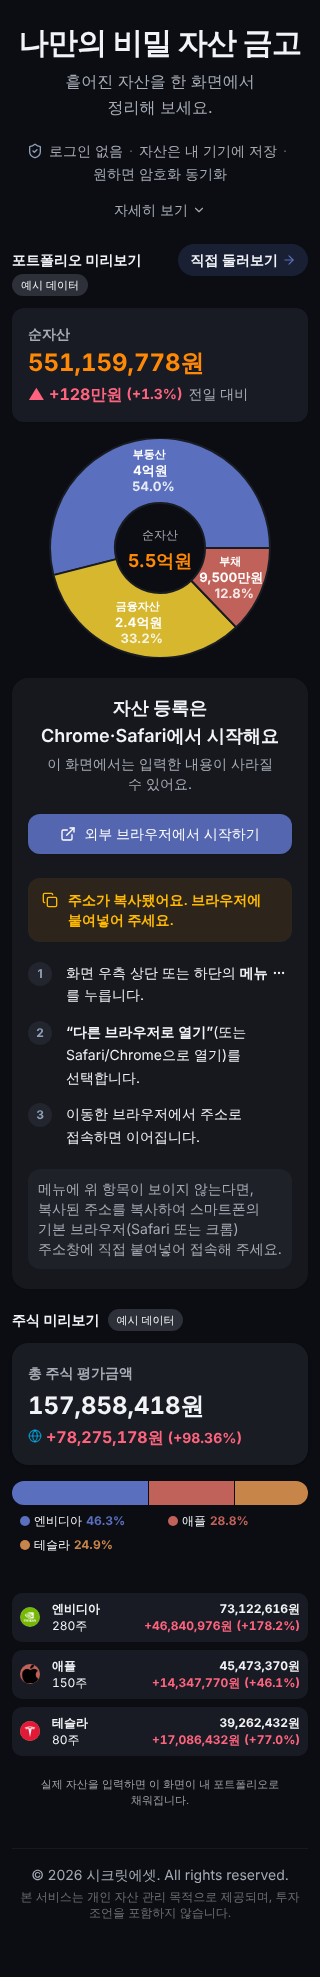 나만의 비밀 자산 금고
흩어진 자산을 한 화면에서
정리해 보세요.
로그인 없음 · 자산은 내 기기에 저장 ·
원하면 암호화 동기화
자세히 보기
포트폴리오 미리보기
직접 둘러보기 →
예시 데이터
순자산
551,159,778원
▲ +128만원 (+1.3%) 전일 대비
부동산
4억원
54.0%
순자산
5.5억원
부채
9,500만원
12.8%
금융자산
2.4억원
33.2%
자산 등록은
Chrome·Safari에서 시작해요
이 화면에서는 입력한 내용이 사라질
수 있어요.
외부 브라우저에서 시작하기
주소가 복사됐어요. 브라우저에
붙여넣어 주세요.
1 화면 우측 상단 또는 하단의 메뉴 ···
를 누릅니다.
2 “다른 브라우저로 열기”(또는
Safari/Chrome으로 열기)를
선택합니다.
3 이동한 브라우저에서 주소로
접속하면 이어집니다.
메뉴에 위 항목이 보이지 않는다면,
복사된 주소를 복사하여 스마트폰의
기본 브라우저(Safari 또는 크롬)
주소창에 직접 붙여넣어 접속해 주세요.
주식 미리보기 예시 데이터
총 주식 평가금액
157,858,418원
+78,275,178원 (+98.36%)
엔비디아 46.3% 애플 28.8%
테슬라 24.9%
엔비디아 73,122,616원
280주 +46,840,976원 (+178.2%)
애플 45,473,370원
150주 +14,347,770원 (+46.1%)
테슬라 39,262,432원
80주 +17,086,432원 (+77.0%)
실제 자산을 입력하면 이 화면이 내 포트폴리오로
채워집니다.
© 2026 시크릿에셋. All rights reserved.
본 서비스는 개인 자산 관리 목적으로 제공되며, 투자
조언을 포함하지 않습니다.